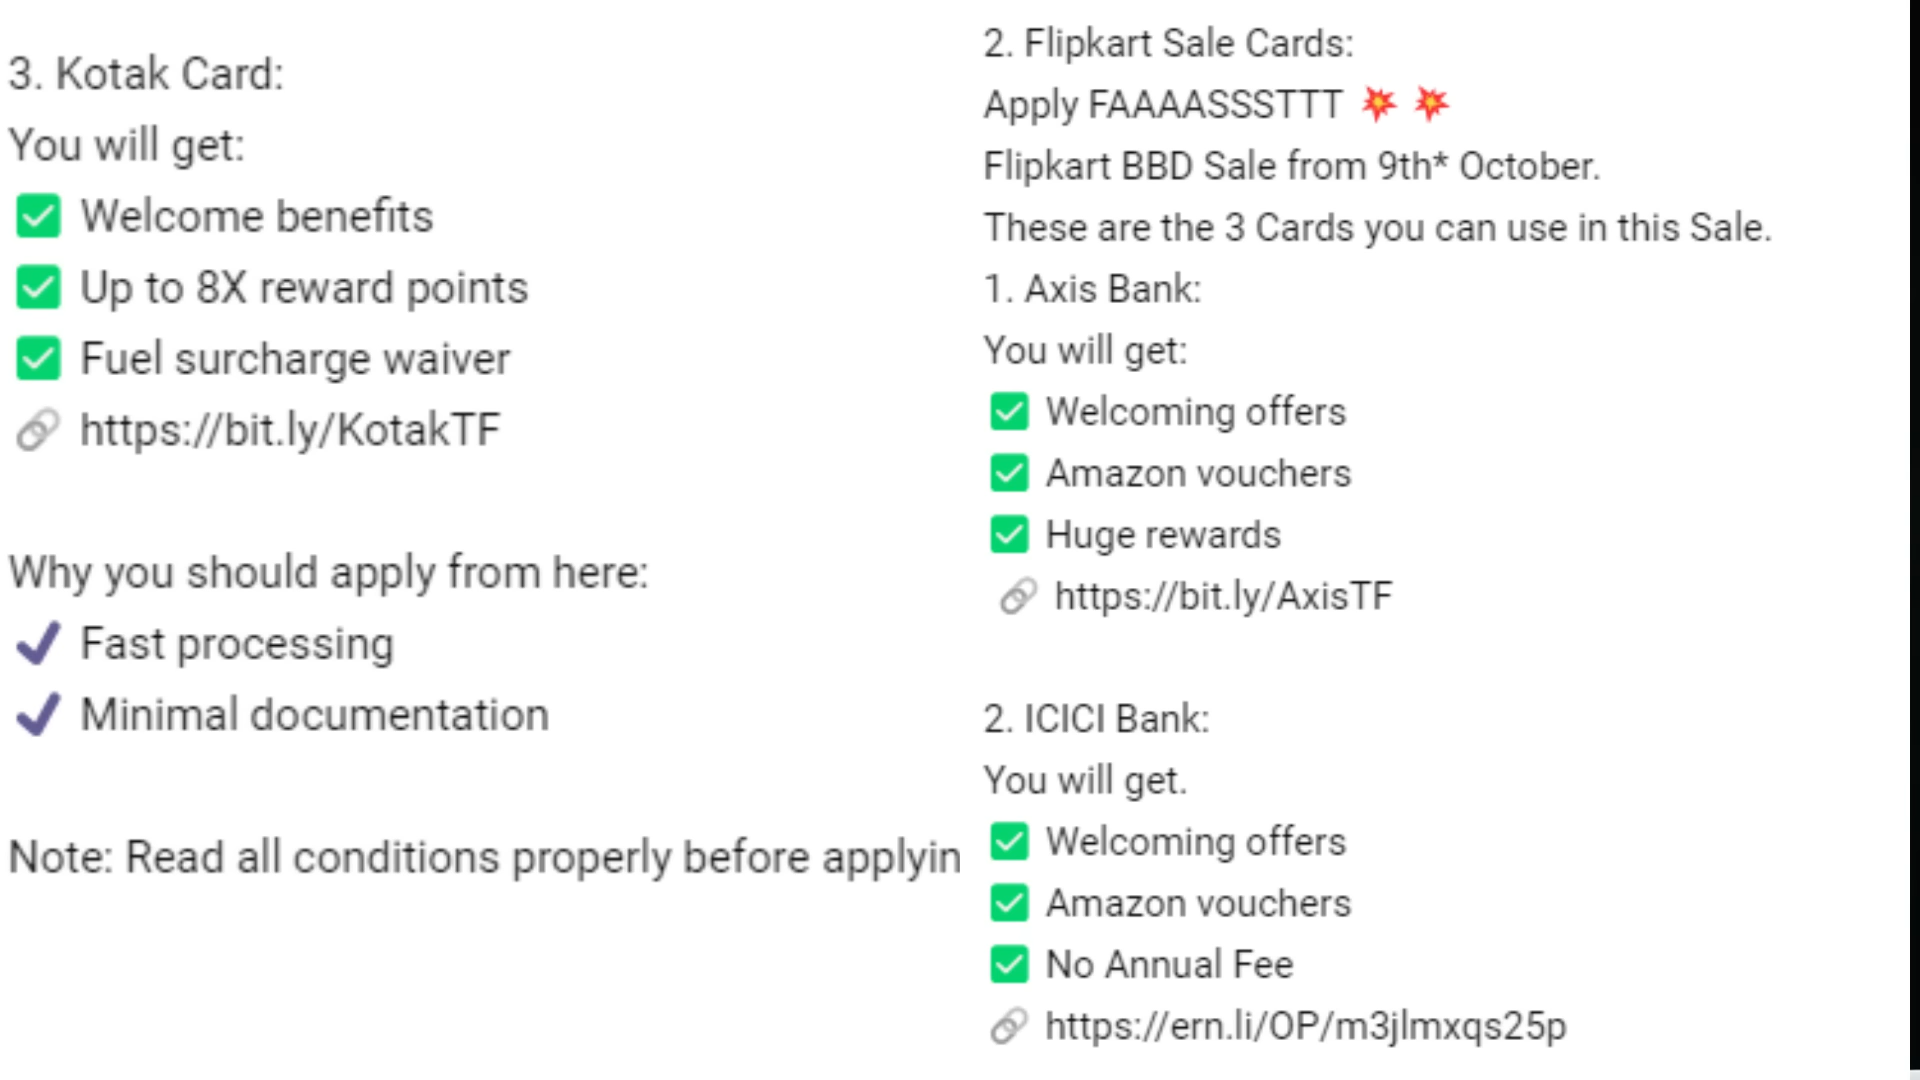 3. Kotak Card:
You will get:
✅ Welcome benefits
✅ Up to 8X reward points
✅ Fuel surcharge waiver
🔗 https://bit.ly/KotakTF
Why you should apply from here:
✔ Fast processing
✔ Minimal documentation
Note: Read all conditions properly before applyin
2. Flipkart Sale Cards:
Apply FAAAASSSTTT 💥 💥
Flipkart BBD Sale from 9th* October.
These are the 3 Cards you can use in this Sale.
1. Axis Bank:
You will get:
✅ Welcoming offers
✅ Amazon vouchers
✅ Huge rewards
🔗 https://bit.ly/AxisTF
2. ICICI Bank:
You will get.
✅ Welcoming offers
✅ Amazon vouchers
✅ No Annual Fee
🔗 https://ern.li/OP/m3jlmxqs25p